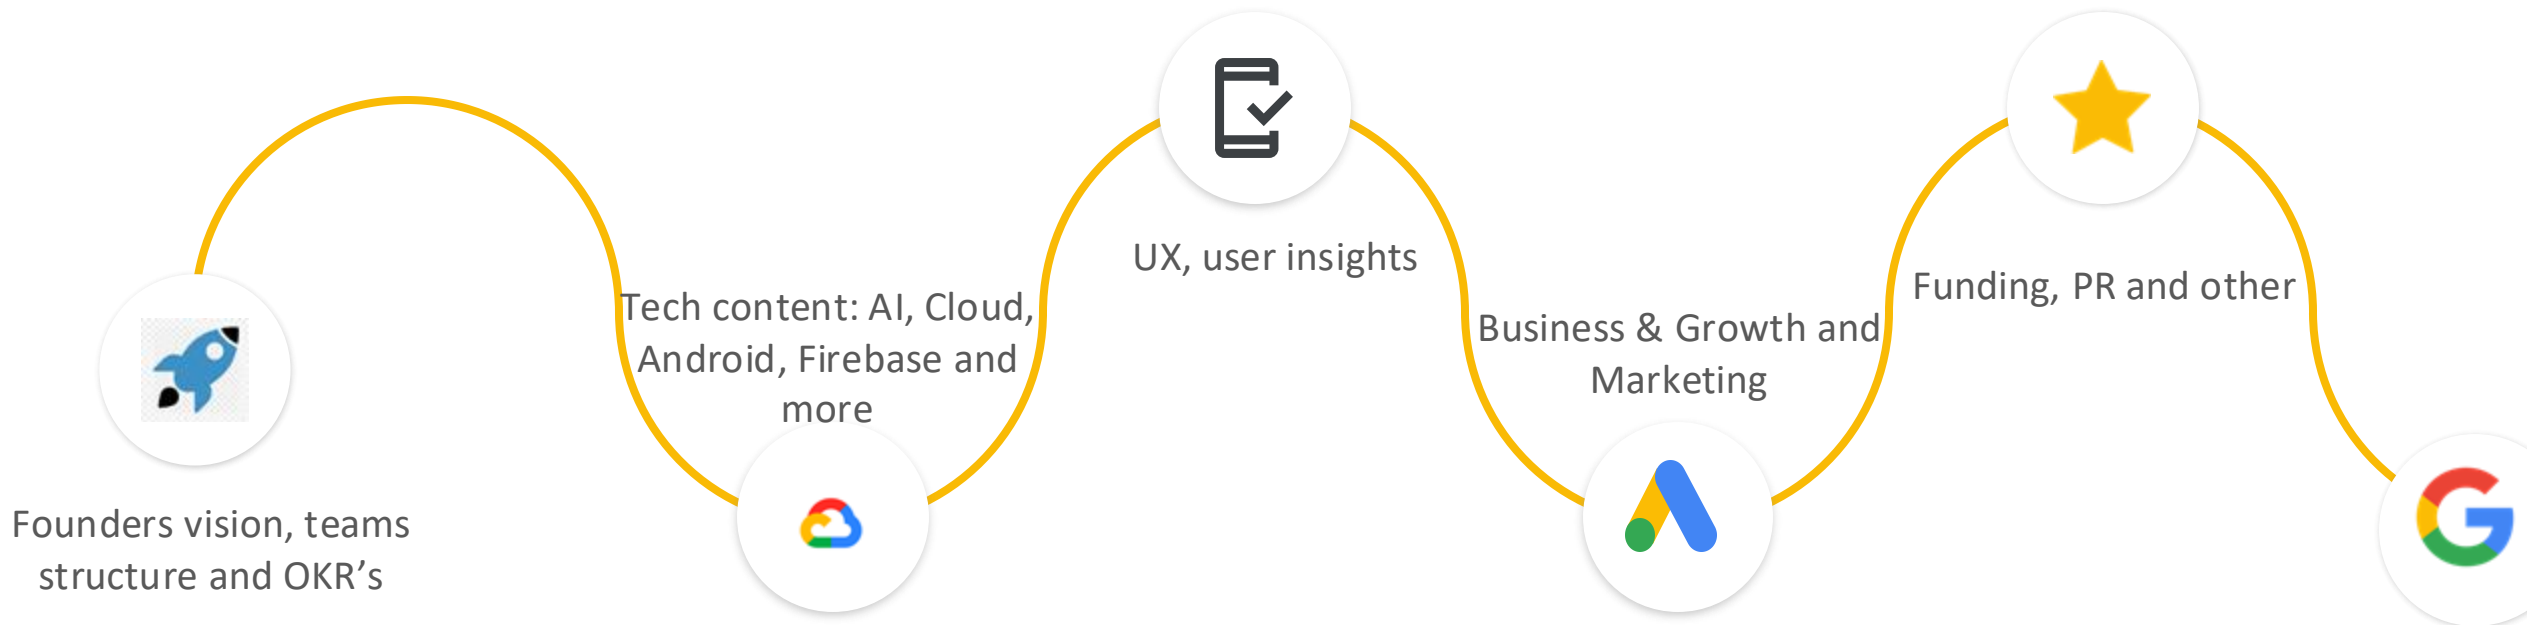 Founders vision, teams
structure and OKR’s
Tech content: AI, Cloud,
Android, Firebase and
more
UX, user insights
Business & Growth and
Marketing
Funding, PR and other